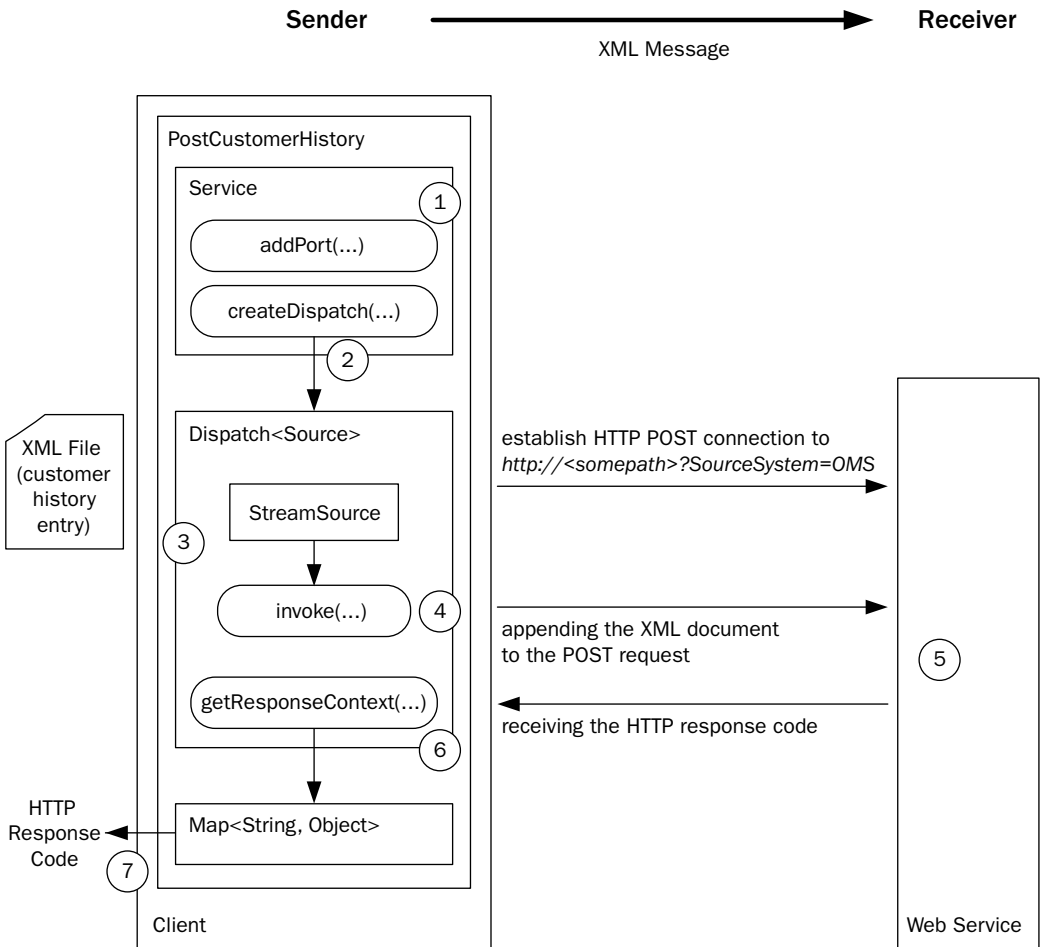 Sender
Receiver
XML Message
PostCustomerHistory
Service
1
addPort(...)
createDispatch(...)
2
XML File
(customer
history
entry)
Dispatch<Source>
establish HTTP POST connection to
http://<somepath>?SourceSystem=OMS
StreamSource
3
invoke(...)
4
appending the XML document
to the POST request
5
getResponseContext(...)
receiving the HTTP response code
6
HTTP
Response
Code
Map<String, Object>
7
Client
Web Service